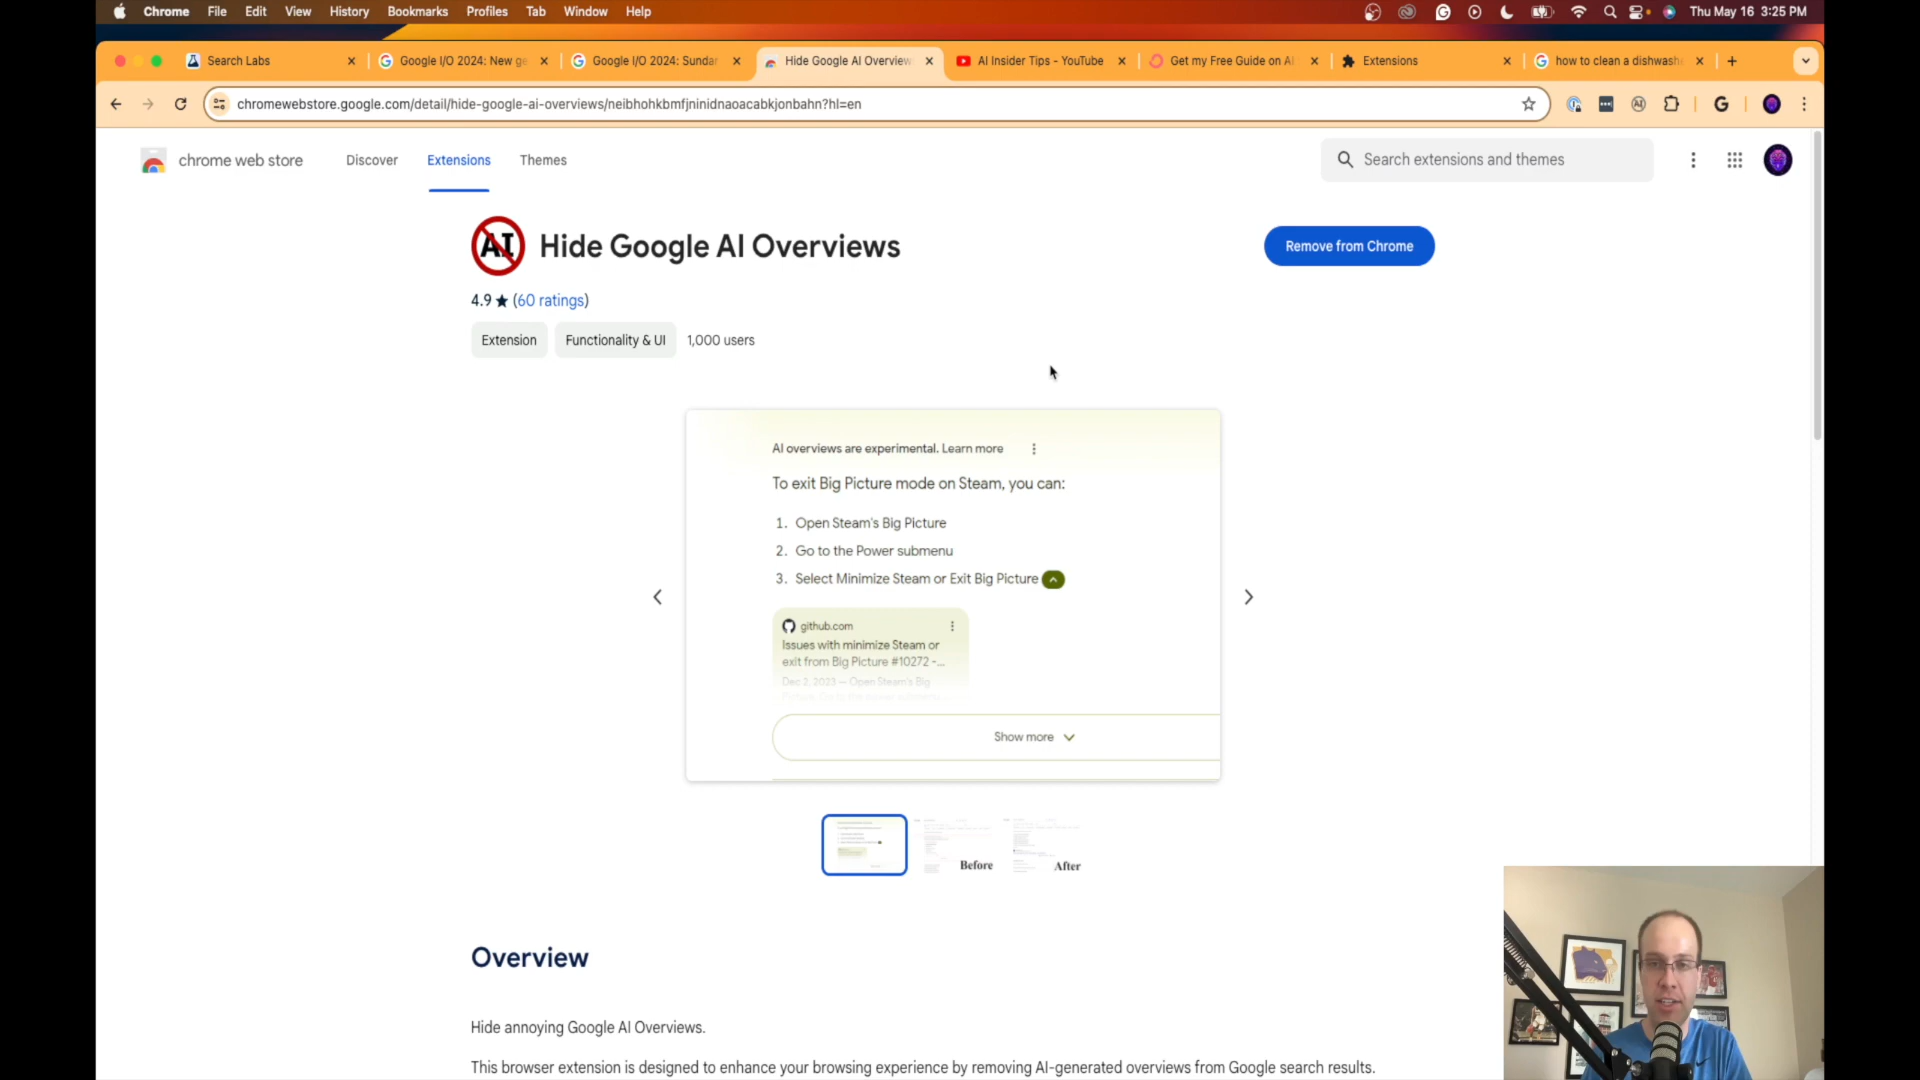 Chrome File Edit View History Bookmarks Profiles Tab Window Help Thu May 16 3:25 PM
Search Labs Google I/O 2024: New ge Google I/O 2024: Sundar Hide Google AI Overview AI Insider Tips - YouTube Get my Free Guide on AI Extensions how to clean a dishwash
chromewebstore.google.com/detail/hide-google-ai-overviews/neibhohkbmfjninidnaoacabkjonbahn?hl=en
chrome web store Discover Extensions Themes Search extensions and themes
AI Hide Google AI Overviews Remove from Chrome
4.9 ★ (60 ratings)
Extension Functionality & UI 1,000 users
AI overviews are experimental. Learn more
To exit Big Picture mode on Steam, you can:
1. Open Steam's Big Picture
2. Go to the Power submenu
3. Select Minimize Steam or Exit Big Picture
github.com
Issues with minimize Steam or
exit from Big Picture #10272 -...
Dec 2, 2023 — Open Steam's Big
Show more
Before After
Overview
Hide annoying Google AI Overviews.
This browser extension is designed to enhance your browsing experience by removing AI-generated overviews from Google search results.